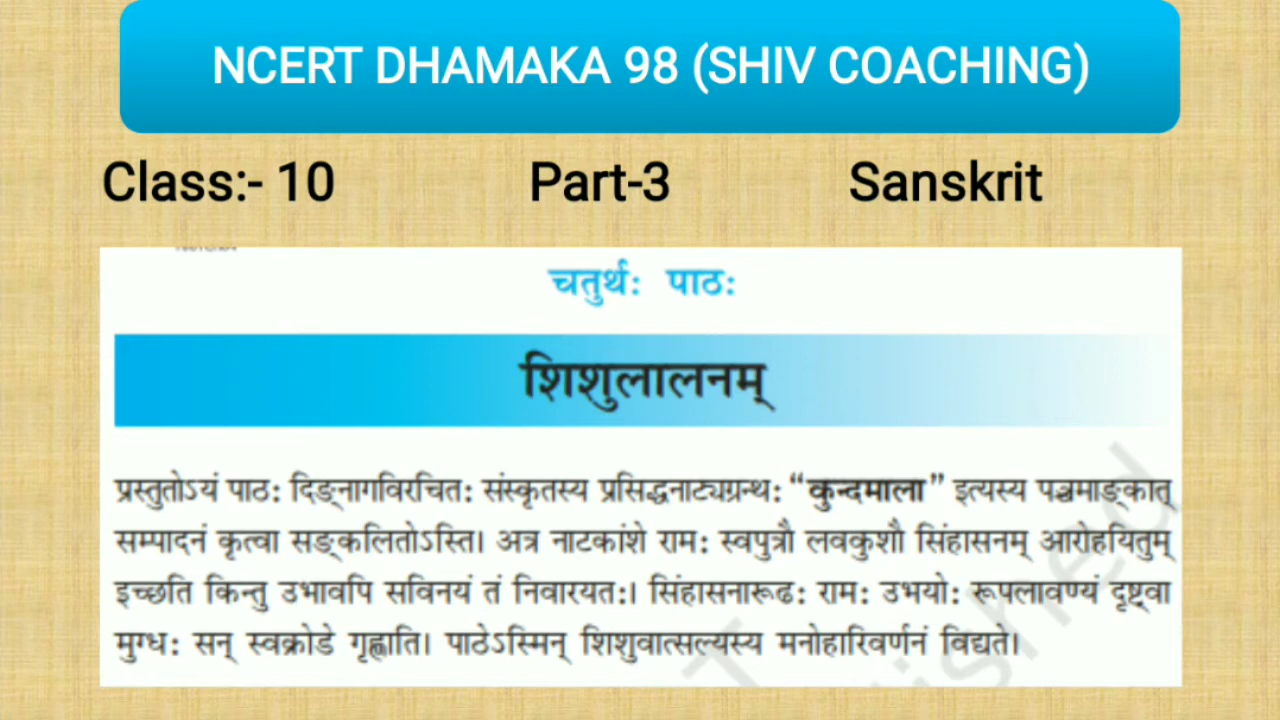 NCERT DHAMAKA 98 (SHIV COACHING)
Class:- 10 Part-3 Sanskrit
चतुर्थः पाठः
शिशुलालनम्
प्रस्तुतोऽयं पाठः दिङ्नागविरचितः संस्कृतस्य प्रसिद्धनाट्यग्रन्थः “कुन्दमाला” इत्यस्य पञ्चमाङ्कात्
सम्पादनं कृत्वा सङ्कलितोऽस्ति। अत्र नाटकांशे रामः स्वपुत्रौ लवकुशौ सिंहासनम् आरोहयितुम्
इच्छति किन्तु उभावपि सविनयं तं निवारयतः। सिंहासनारूढः रामः उभयोः रूपलावण्यं दृष्ट्वा
मुग्धः सन् स्वक्रोडे गृह्णाति। पाठेऽस्मिन् शिशुवात्सल्यस्य मनोहारिवर्णनं विद्यते।